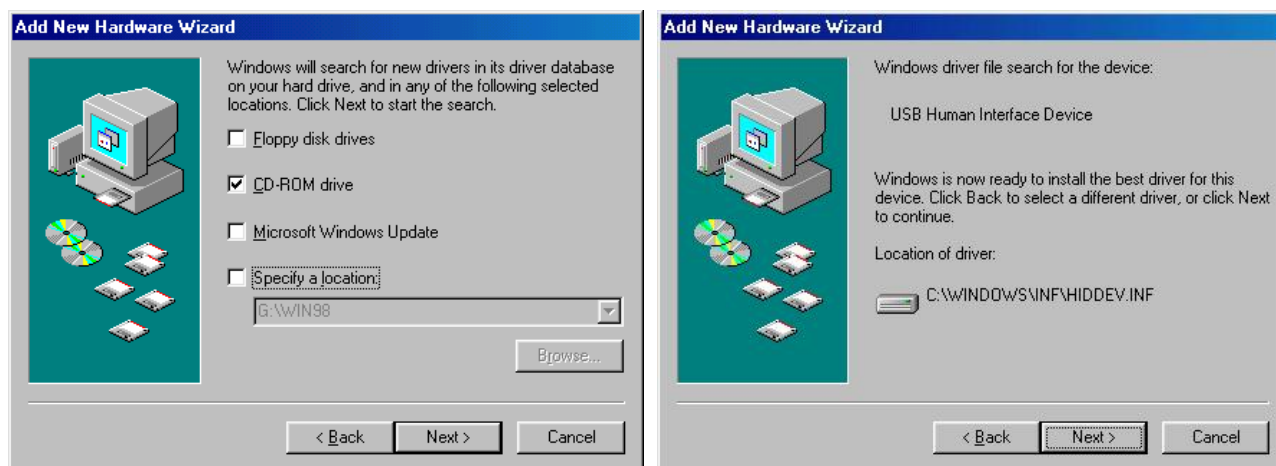 Add New Hardware Wizard
Windows will search for new drivers in its driver database
on your hard drive, and in any of the following selected
locations. Click Next to start the search.
Floppy disk drives
CD-ROM drive
Microsoft Windows Update
Specify a location:
G:\WIN98
Browse...
< Back
Next >
Cancel
Add New Hardware Wizard
Windows driver file search for the device:
USB Human Interface Device
Windows is now ready to install the best driver for this
device. Click Back to select a different driver, or click Next
to continue.
Location of driver:
C:\WINDOWS\INF\HIDDEV.INF
< Back
Next >
Cancel